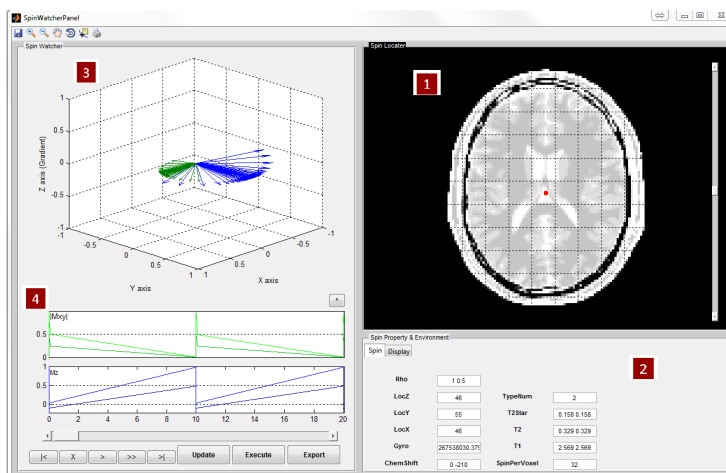 SpinWatcherPanel
Spin Watcher
3
1
0.5
0
-0.5
-1
-1
-0.5
0
0.5
1
1
0.5
0
-0.5
-1
Z axis (Gradient)
Y axis
X axis
^
4
|Mxy|
0.5
0
Mz
1
0.5
0
0 2 4 6 8 10 12 14 16 18 20
|< X > >> >| Update Execute Export
Spin Locater
1
Spin Property & Environment
Spin Display
2
Rho 1 0.5
LocZ 46 TypeNum 2
LocY 55 T2Star 0.158 0.158
LocX 46 T2 0.329 0.329
Gyro 267538030.379 T1 2.569 2.569
ChemShift 0 -210 SpinPerVoxel 32